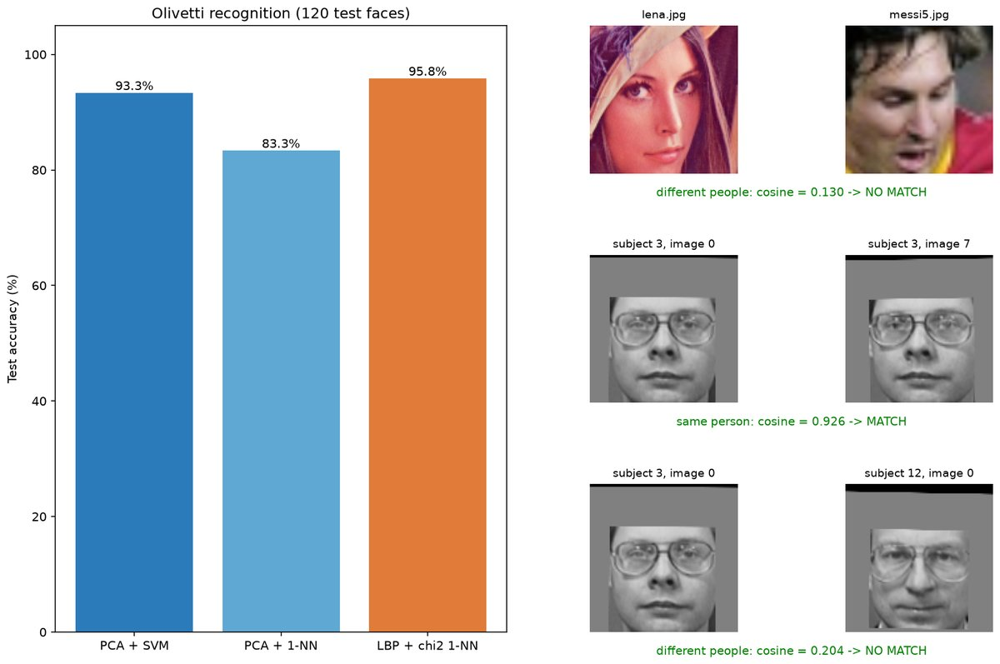 Olivetti recognition (120 test faces)
Test accuracy (%)
100
80
60
40
20
0
93.3%
83.3%
95.8%
PCA + SVM
PCA + 1-NN
LBP + chi2 1-NN
lena.jpg
messi5.jpg
different people: cosine = 0.130 -> NO MATCH
subject 3, image 0
subject 3, image 7
same person: cosine = 0.926 -> MATCH
subject 3, image 0
subject 12, image 0
different people: cosine = 0.204 -> NO MATCH